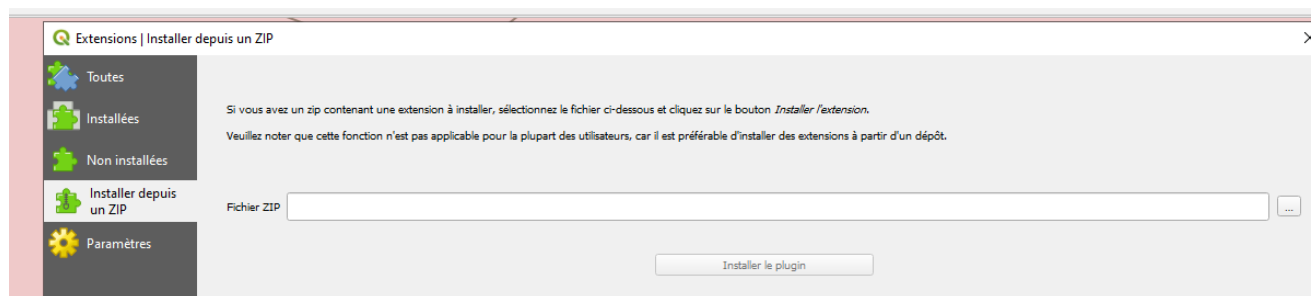 Extensions | Installer depuis un ZIP
Toutes
Installées
Non installées
Installer depuis
un ZIP
Paramètres
Si vous avez un zip contenant une extension à installer, sélectionnez le fichier ci-dessous et cliquez sur le bouton Installer l'extension.
Veuillez noter que cette fonction n'est pas applicable pour la plupart des utilisateurs, car il est préférable d'installer des extensions à partir d'un dépôt.
Fichier ZIP
...
Installer le plugin